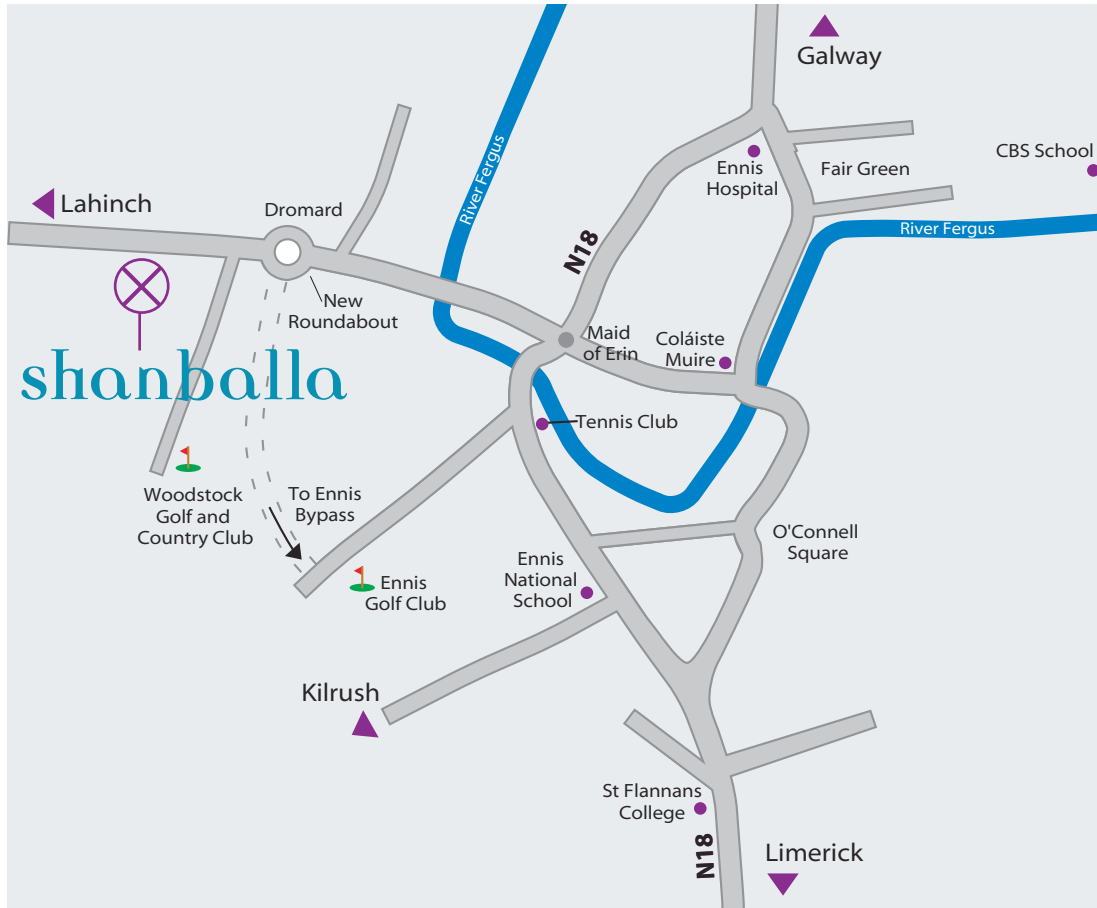 Galway
River Fergus
CBS School
Ennis
Hospital
Fair Green
Lahinch
Dromard
River Fergus
N18
New
Roundabout
Maid
of Erin
Coláiste
Muire
shanballa
Tennis Club
Woodstock
Golf and
Country Club
To Ennis
Bypass
O'Connell
Square
Ennis
National
School
Ennis
Golf Club
Kilrush
St Flannans
College
N18
Limerick